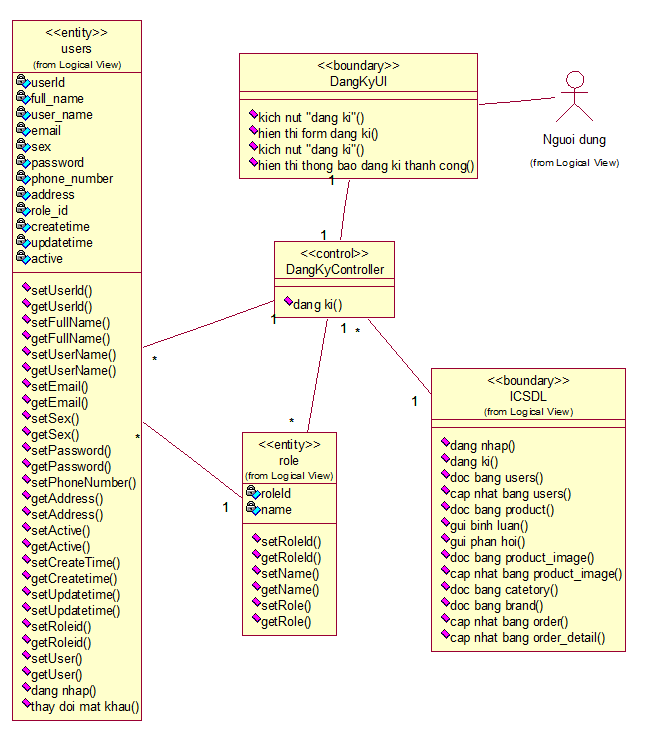 <<entity>>
users
(from Logical View)
userId
full_name
user_name
email
sex
password
phone_number
address
role_id
createtime
updatetime
active
setUserId()
getUserId()
setFullName()
getFullName()
setUserName()
getUserName()
setEmail()
getEmail()
setSex()
getSex()
setPassword()
getPassword()
setPhoneNumber()
getAddress()
setAddress()
setActive()
getActive()
setCreateTime()
getCreatetime()
setUpdatetime()
setUpdatetime()
setRoleid()
getRoleid()
setUser()
getUser()
dang nhap()
thay doi mat khau()
<<boundary>>
DangKyUI
kich nut "dang ki"()
hien thi form dang ki()
kich nut "dang ki"()
hien thi thong bao dang ki thanh cong()
Nguoi dung
(from Logical View)
1
1
<<control>>
DangKyController
dang ki()
1
*
1
*
*
1
*
1
<<entity>>
role
(from Logical View)
roleId
name
setRoleId()
getRoleId()
setName()
getName()
setRole()
getRole()
<<boundary>>
ICSDL
(from Logical View)
dang nhap()
dang ki()
doc bang users()
cap nhat bang users()
doc bang product()
gui binh luan()
gui phan hoi()
doc bang product_image()
cap nhat bang product_image()
doc bang catetory()
doc bang brand()
cap nhat bang order()
cap nhat bang order_detail()